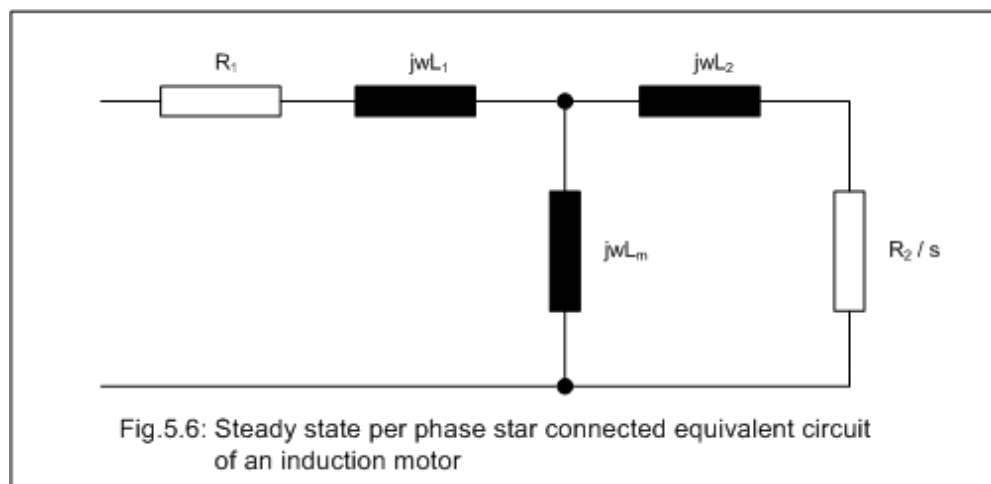 R₁
jwL₁
jwL₂
jwLₘ
R₂ / s
Fig.5.6: Steady state per phase star connected equivalent circuit
of an induction motor